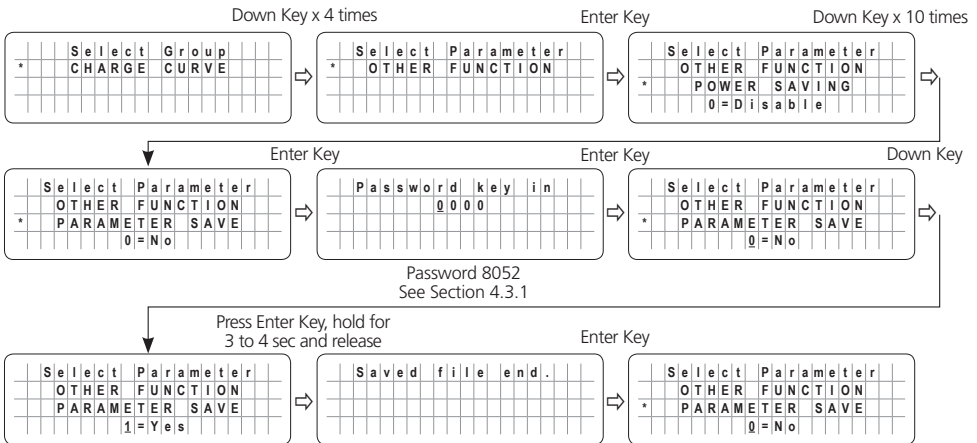 Down Key x 4 times
Enter Key
Down Key x 10 times
Select Group
* CHARGE CURVE
Select Parameter
* OTHER FUNCTION
Select Parameter
OTHER FUNCTION
* POWER SAVING
0=Disable
Enter Key
Enter Key
Down Key
Select Parameter
OTHER FUNCTION
* PARAMETER SAVE
0=No
Password key in
0000
Select Parameter
OTHER FUNCTION
* PARAMETER SAVE
0=No
Password 8052
See Section 4.3.1
Press Enter Key, hold for
3 to 4 sec and release
Enter Key
Select Parameter
OTHER FUNCTION
PARAMETER SAVE
1=Yes
Saved file end.
Select Parameter
OTHER FUNCTION
* PARAMETER SAVE
0=No